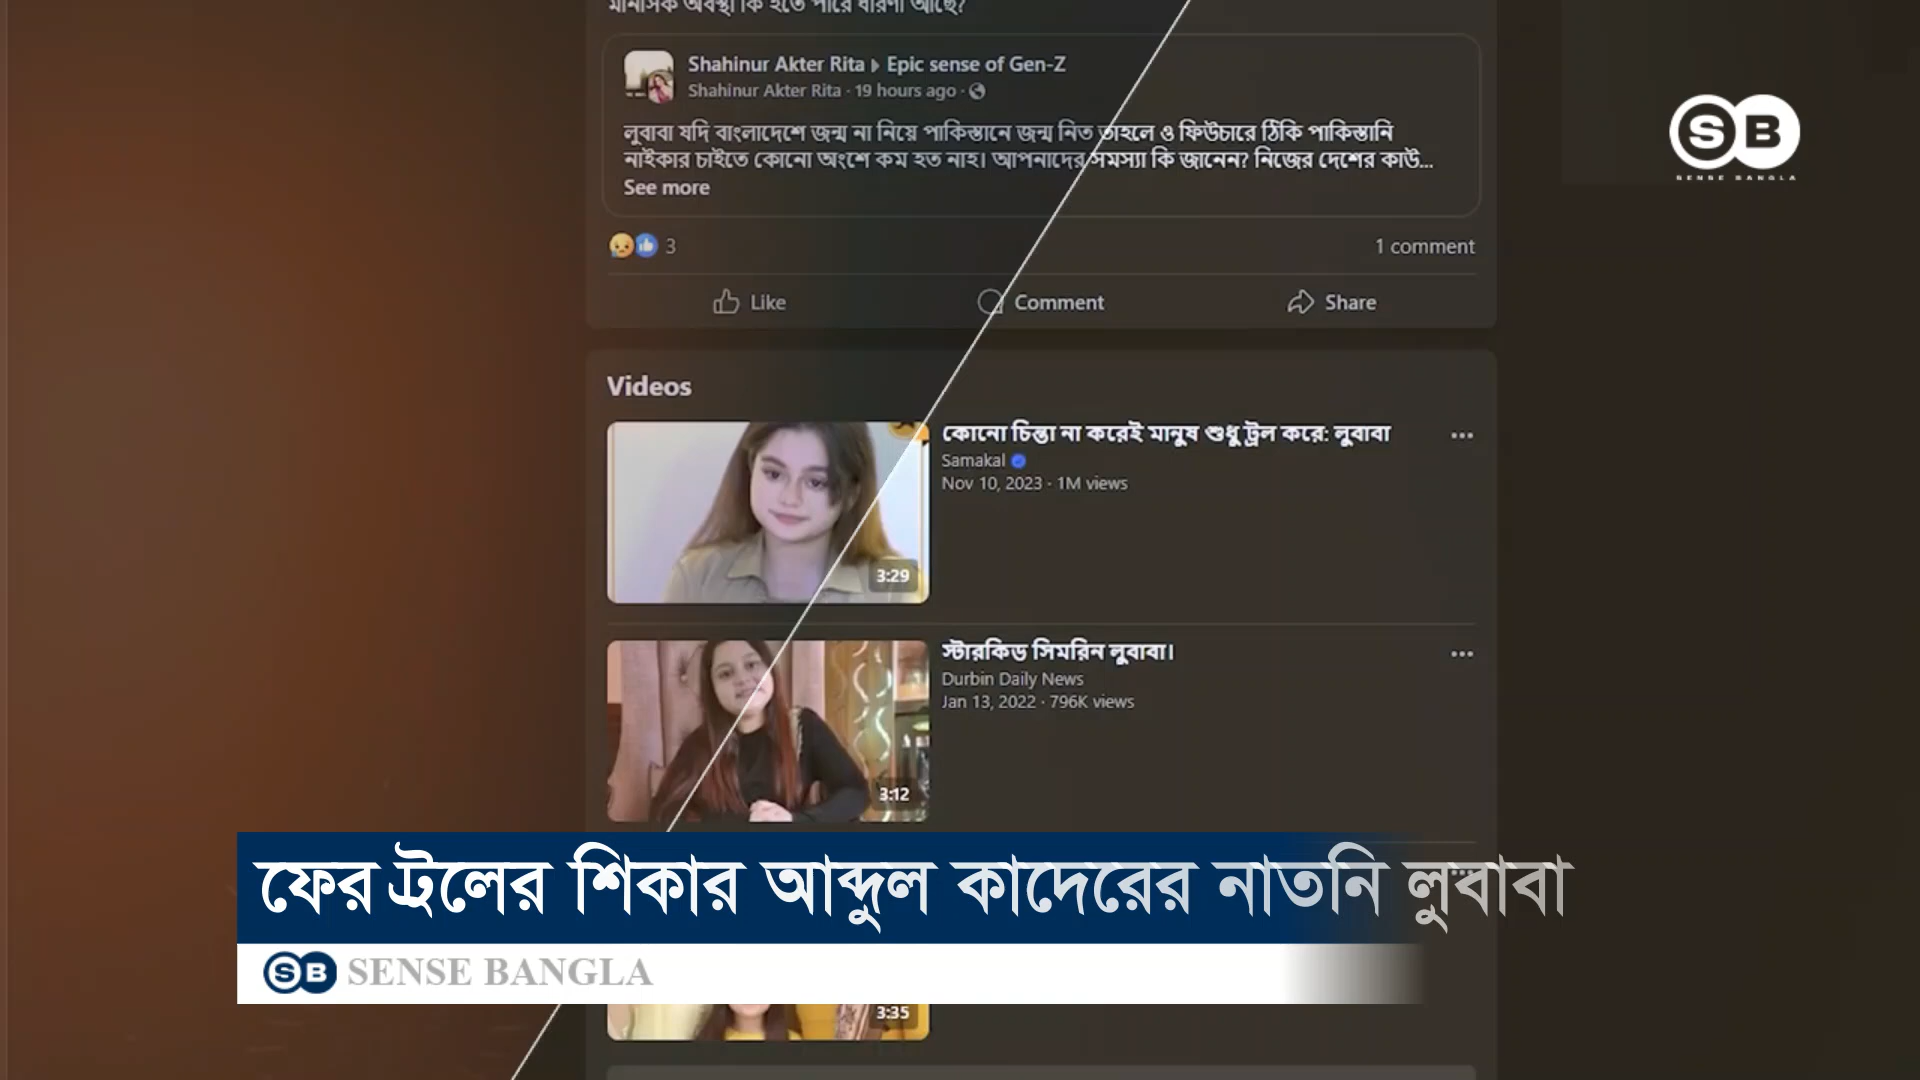 মানসিক অবস্থা কি হতে পারে ধারণা আছে?
Shahinur Akter Rita Epic sense of Gen-Z
Shahinur Akter Rita · 19 hours ago ·
লুবাবা যদি বাংলাদেশে জন্ম না নিয়ে পাকিস্তানে জন্ম নিত তাহলে ও ফিউচারে ঠিকি পাকিস্তানি
নাইকার চাইতে কোনো অংশে কম হত নাহ। আপনাদের সমস্যা কি জানেন? নিজের দেশের কাউ...
See more
3
1 comment
Like
Comment
Share
Videos
কোনো চিন্তা না করেই মানুষ শুধু ট্রল করে: লুবাবা
Samakal
Nov 10, 2023 · 1M views
3:29
স্টারকিড সিমরিন লুবাবা।
Durbin Daily News
Jan 13, 2022 · 796K views
3:12
ফের ট্রলের শিকার আব্দুল কাদেরের নাতনি লুবাবা
SB SENSE BANGLA
3:35
SB
SENSE BANGLA